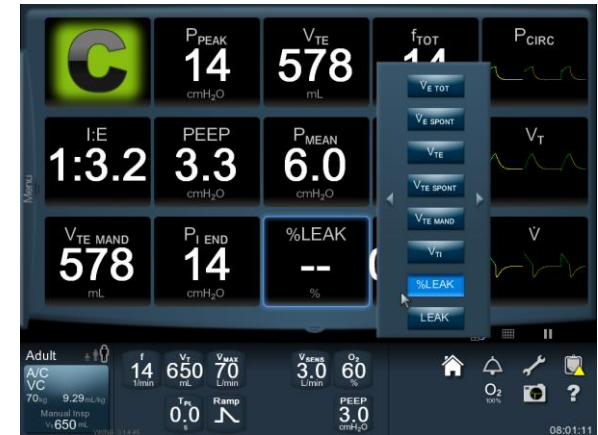 C
PPEAK
14
cmH2O
VTE
578
mL
fTOT
14
PCIRC
I:E
1:3.2
PEEP
3.3
cmH2O
PMEAN
6.0
cmH2O
VT
VTE MAND
578
mL
PI END
14
cmH2O
%LEAK
--
%
V̇
V̇E TOT
V̇E SPONT
VTE
VTE SPONT
VTE MAND
VTI
%LEAK
LEAK
Menu
Adult
A/C
VC
70kg 9.29mL/kg
Manual Insp
VT650 mL
f
14
1/min
VT
650
mL
V̇MAX
70
L/min
VSENS
3.0
L/min
O2
60
%
TPL
0.0
s
Ramp
PEEP
3.0
cmH2O
O2
100%
?
08:01:11